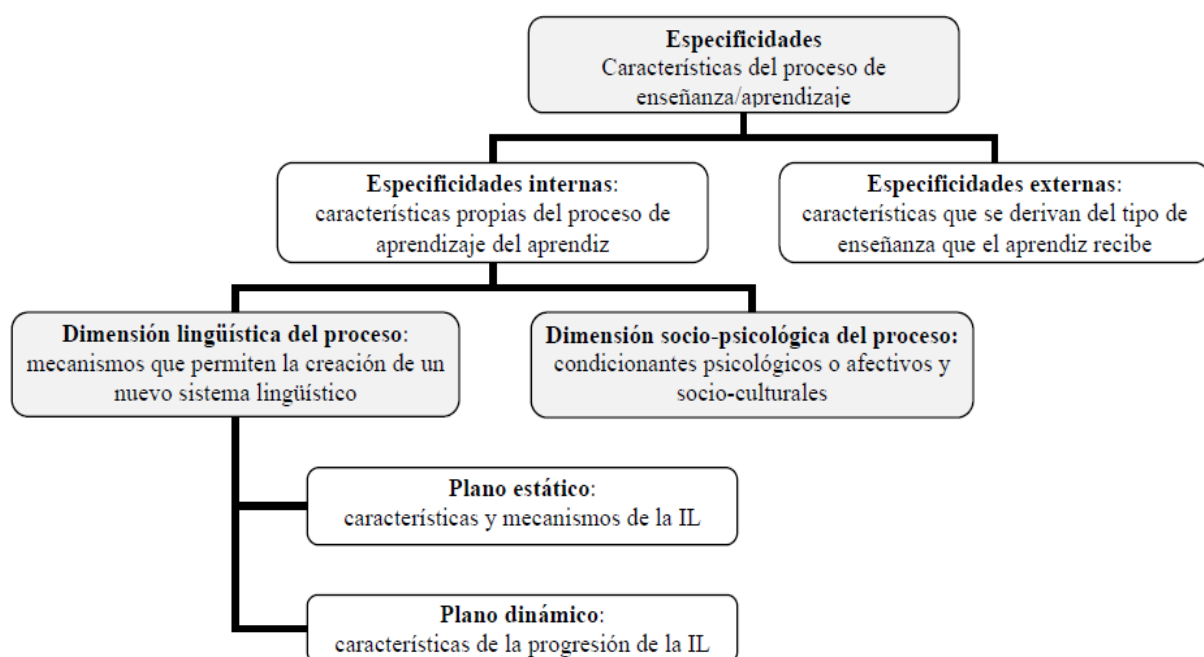 Especificidades
Características del proceso de
enseñanza/aprendizaje
Especificidades internas:
características propias del proceso de
aprendizaje del aprendiz
Especificidades externas:
características que se derivan del tipo de
enseñanza que el aprendiz recibe
Dimensión lingüística del proceso:
mecanismos que permiten la creación de un
nuevo sistema lingüístico
Dimensión socio-psicológica del proceso:
condicionantes psicológicos o afectivos y
socio-culturales
Plano estático:
características y mecanismos de la IL
Plano dinámico:
características de la progresión de la IL